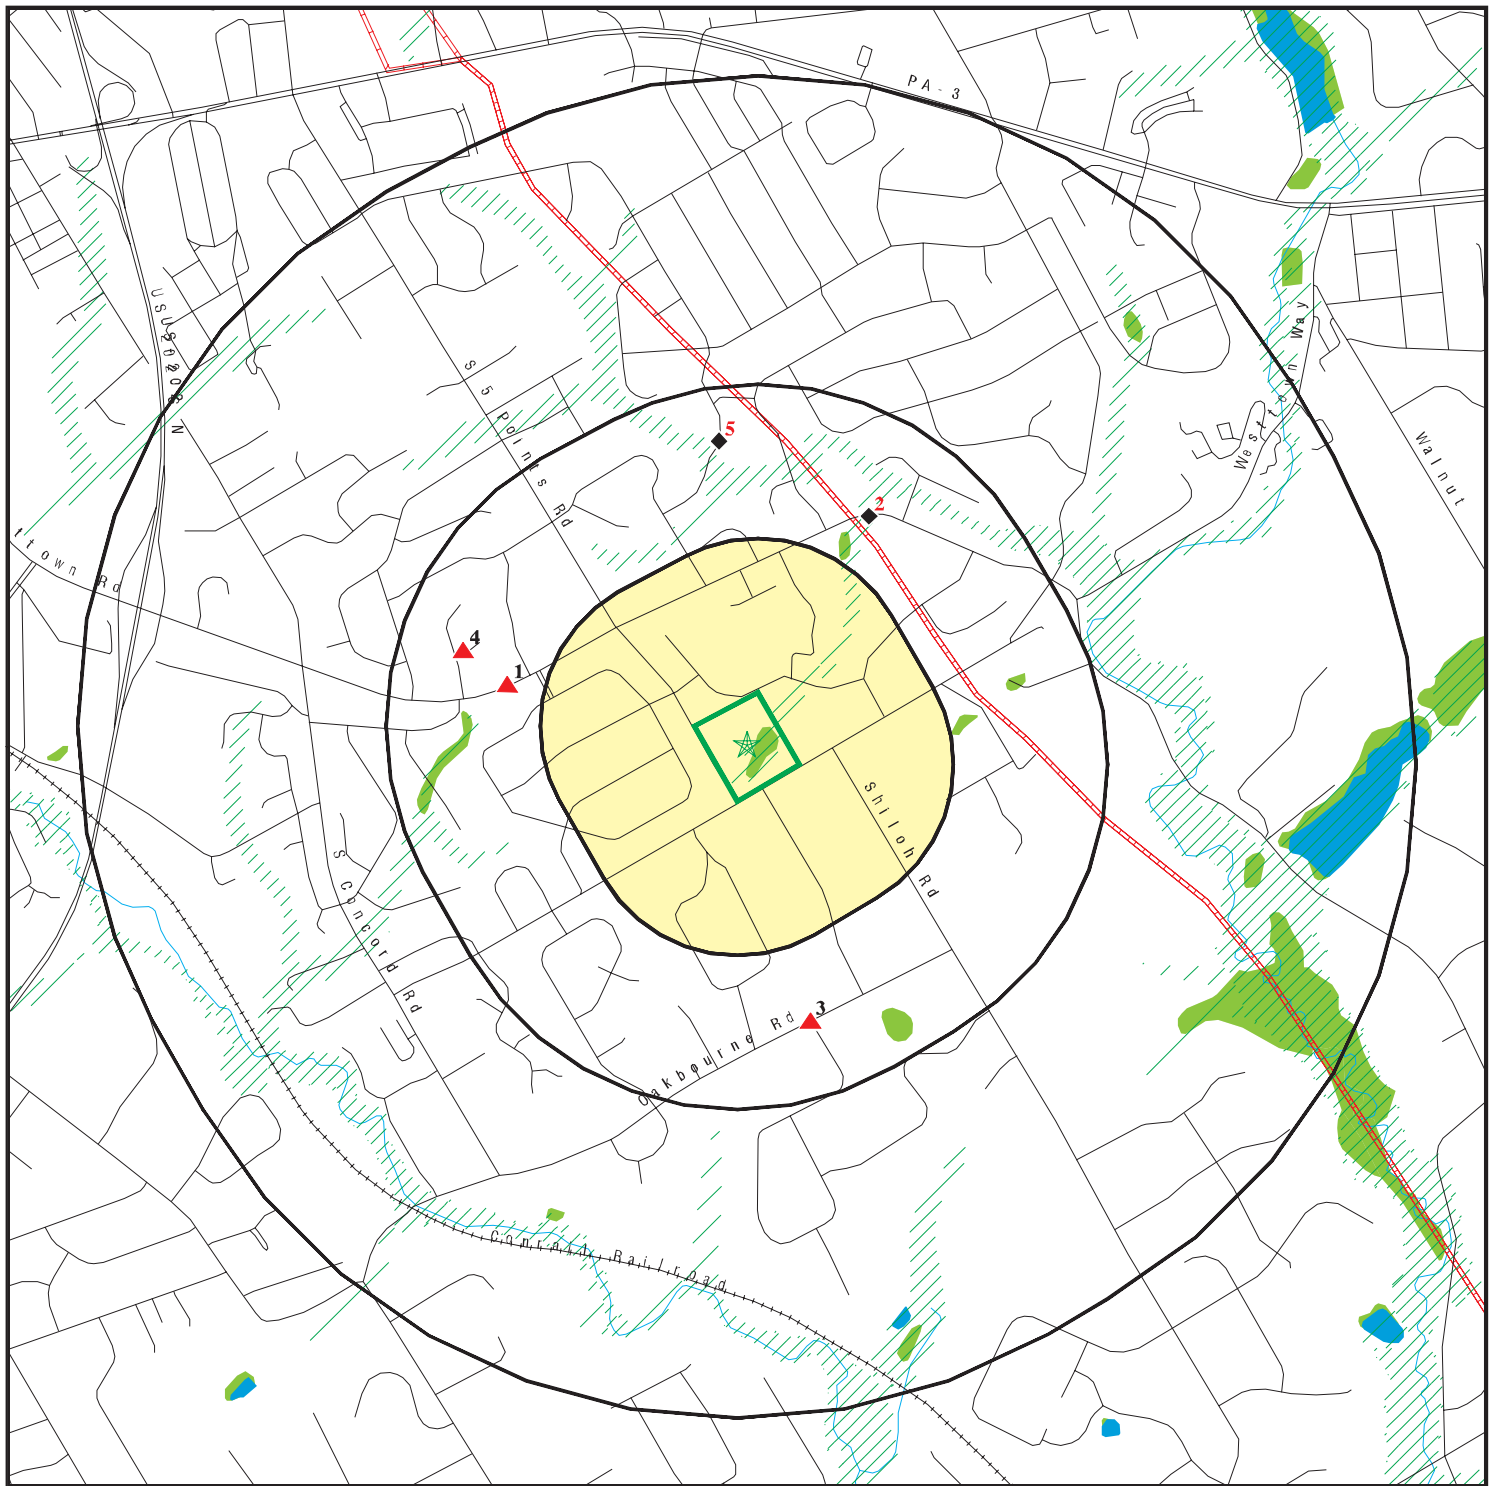 PA-3
US
S 5 Points Rd
Westtown Way
Walnut
5
2
ttown Rd
4
1
Shiloh Rd
S Concord Rd
3
Oakbourne Rd
Conrail Railroad